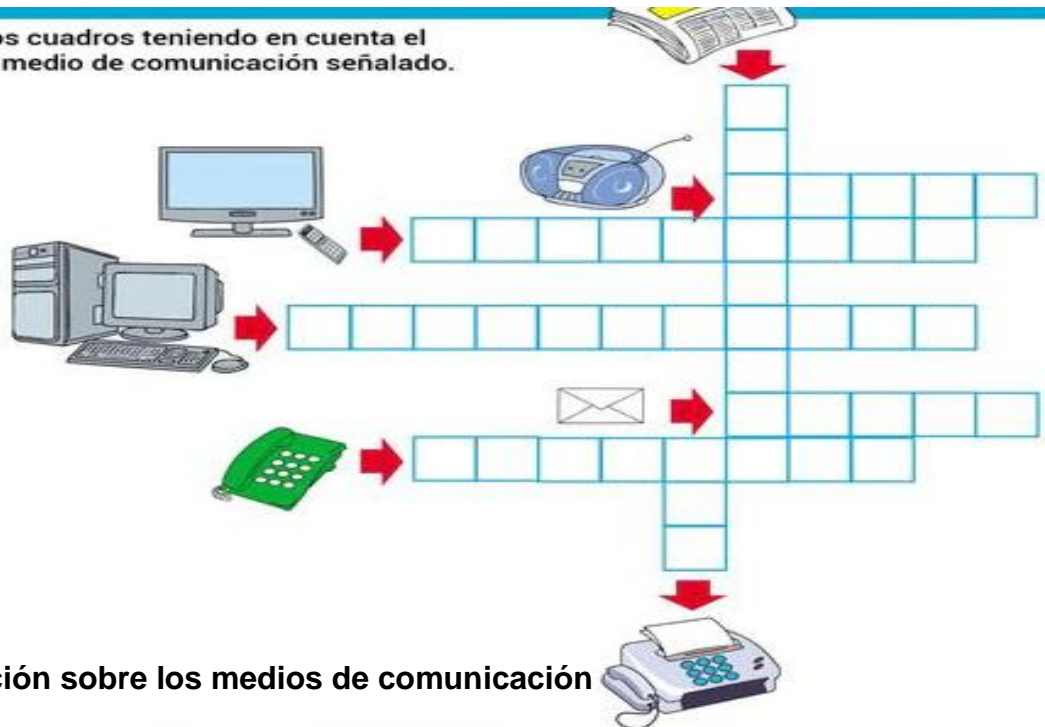 os cuadros teniendo en cuenta el
medio de comunicación señalado.
ción sobre los medios de comunicación